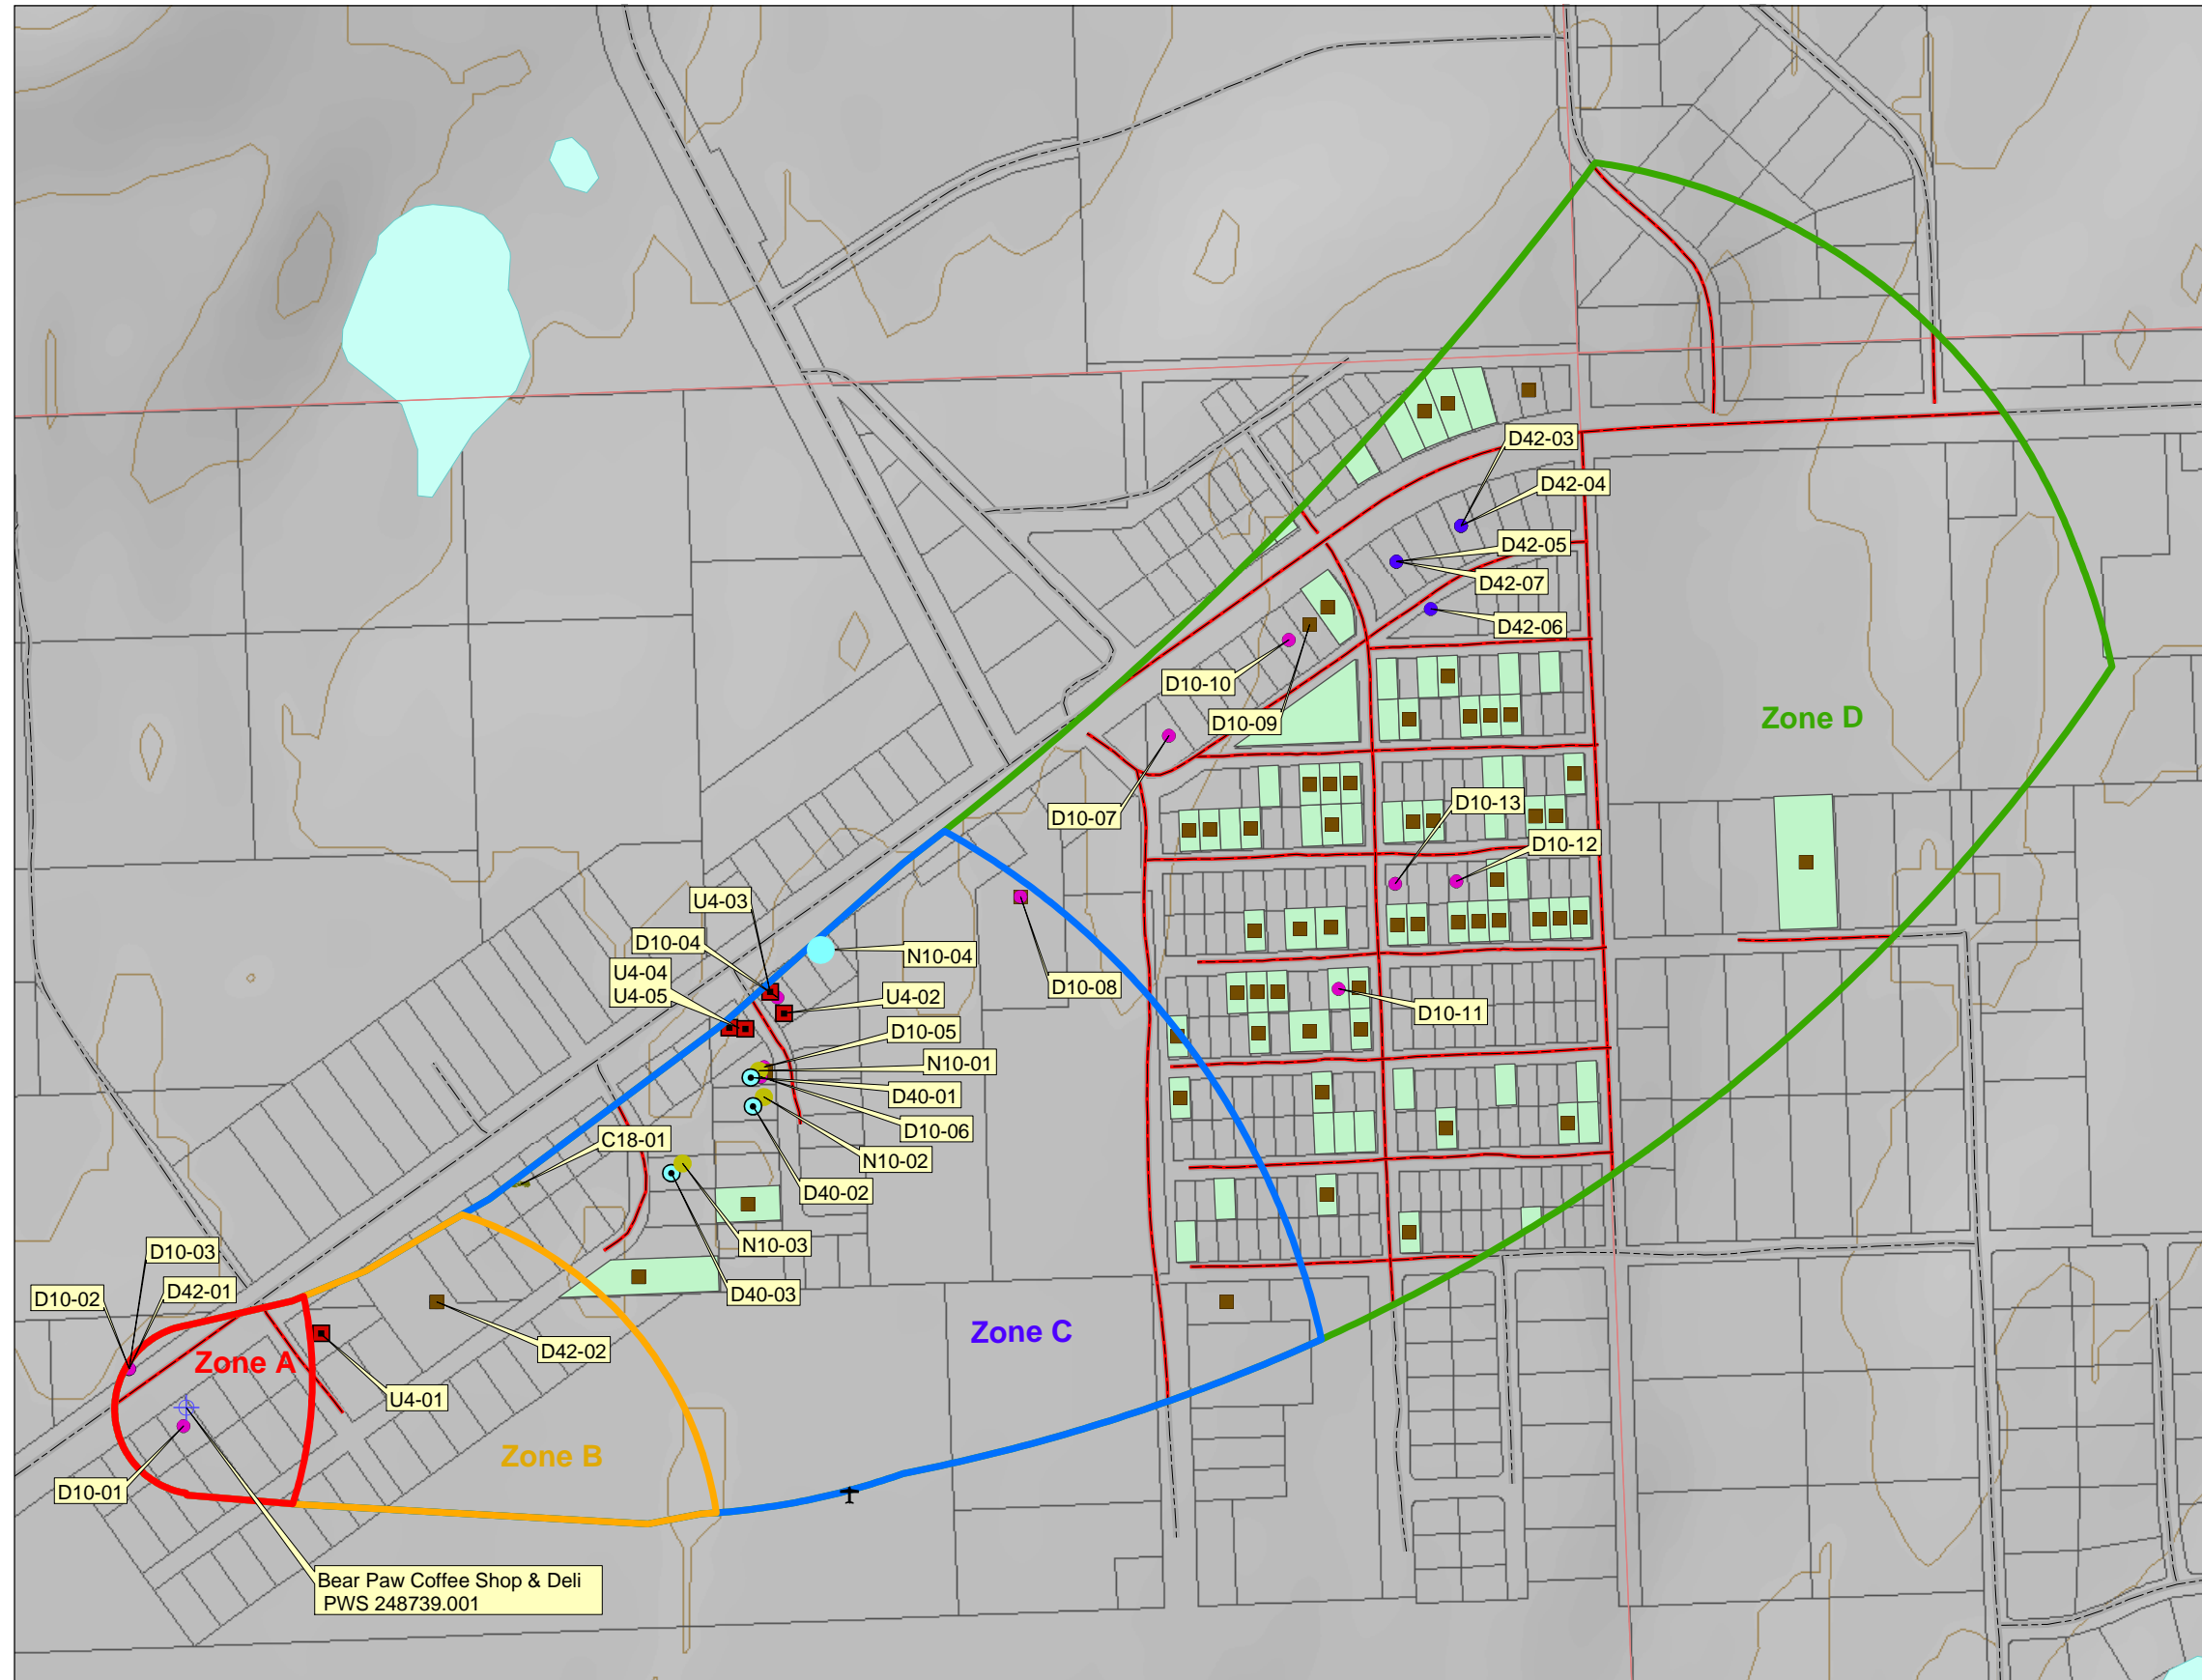 D42-03
D42-04
D42-05
D42-07
D42-06
D10-10
D10-09
Zone D
D10-07
D10-13
D10-12
U4-03
D10-04
N10-04
U4-04
U4-05
D10-08
U4-02
D10-11
D10-05
N10-01
D40-01
D10-06
C18-01
N10-02
D40-02
D10-03
N10-03
D42-01
D10-02
D40-03
Zone C
D42-02
Zone A
U4-01
Zone B
D10-01
Bear Paw Coffee Shop & Deli
PWS 248739.001